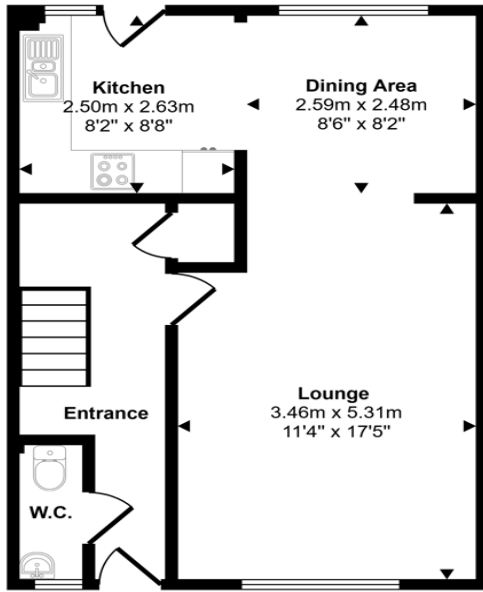 Kitchen
2.50m x 2.63m
8'2" x 8'8"
Dining Area
2.59m x 2.48m
8'6" x 8'2"
Lounge
3.46m x 5.31m
11'4" x 17'5"
Entrance
W.C.